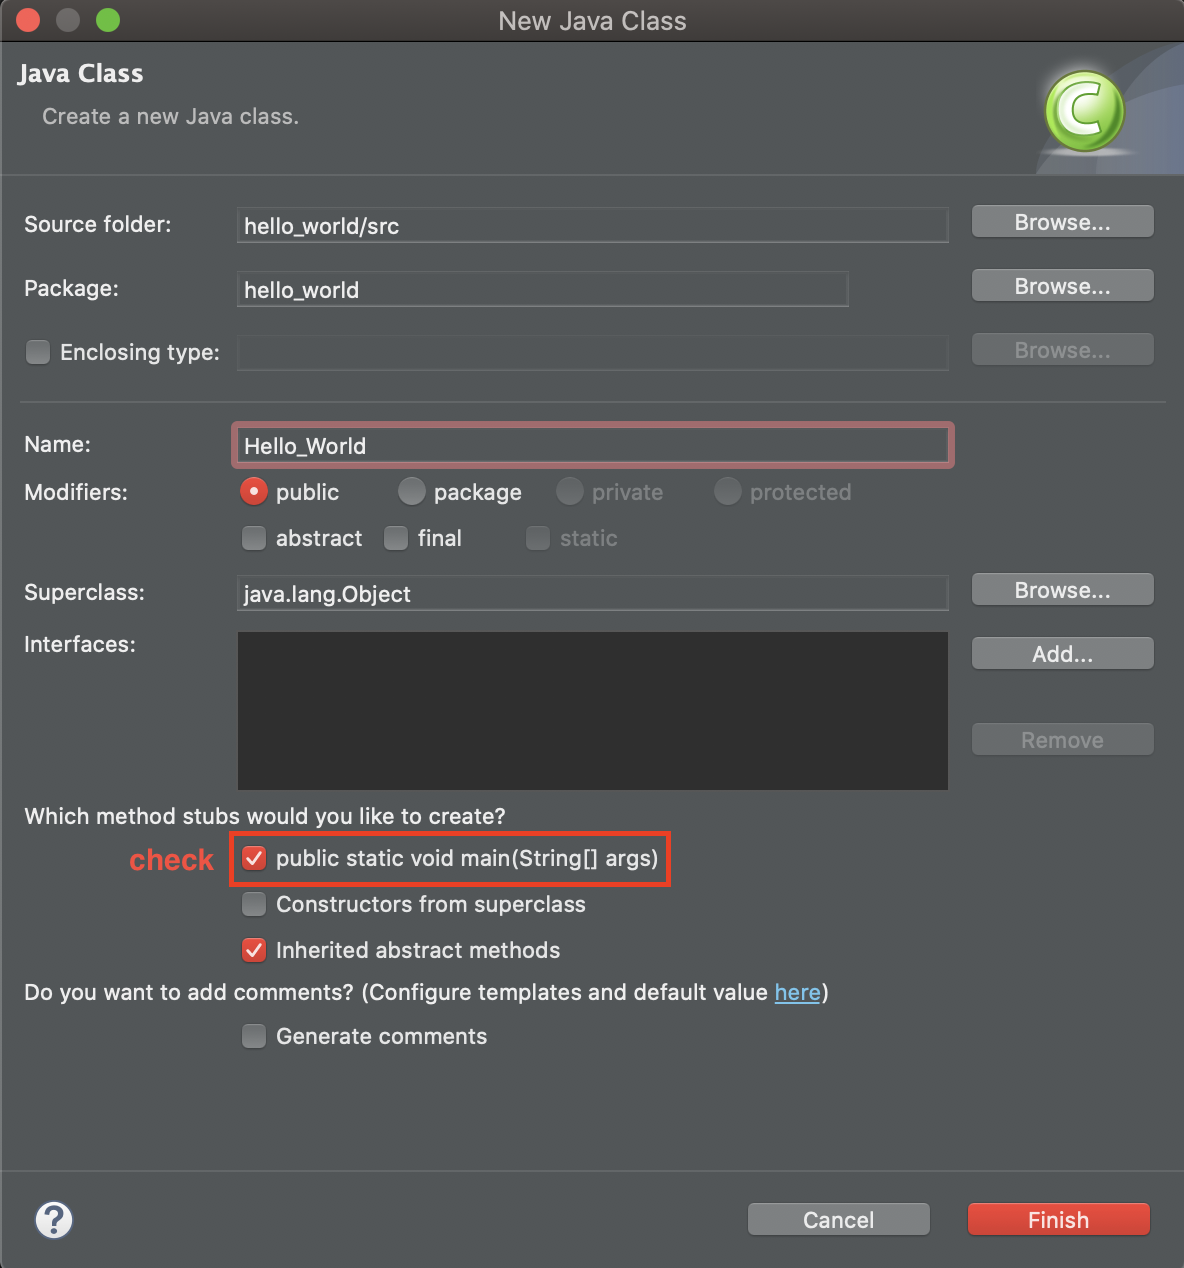 New Java Class
Java Class
Create a new Java class.
C
Source folder: hello_world/src Browse...
Package: hello_world Browse...
Enclosing type: Browse...
Name: Hello_World
Modifiers: public package private protected
abstract final static
Superclass: java.lang.Object Browse...
Interfaces: Add...
Remove
Which method stubs would you like to create?
check public static void main(String[] args)
Constructors from superclass
Inherited abstract methods
Do you want to add comments? (Configure templates and default value here)
Generate comments
? Cancel Finish